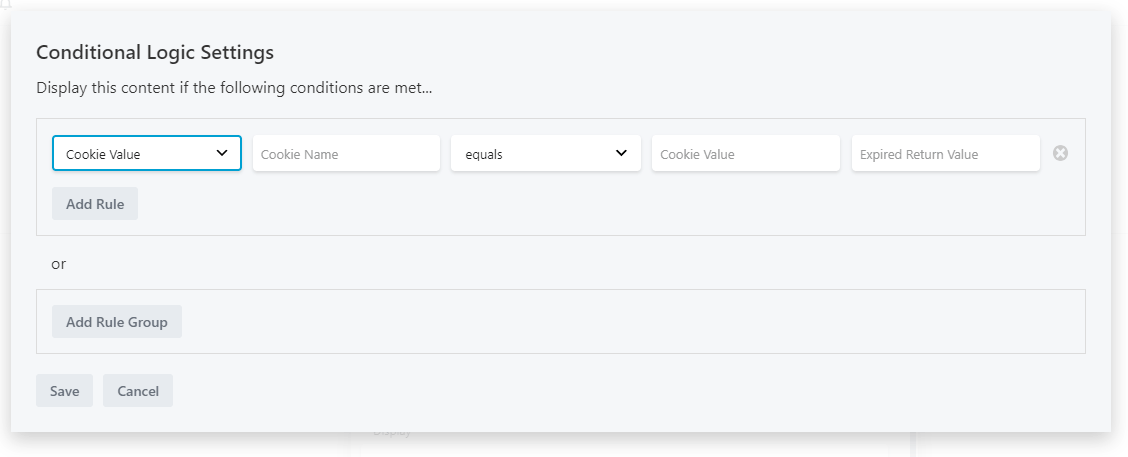 Conditional Logic Settings
Display this content if the following conditions are met...
Cookie Value Cookie Name equals Cookie Value Expired Return Value
Add Rule
or
Add Rule Group
Save Cancel
Display